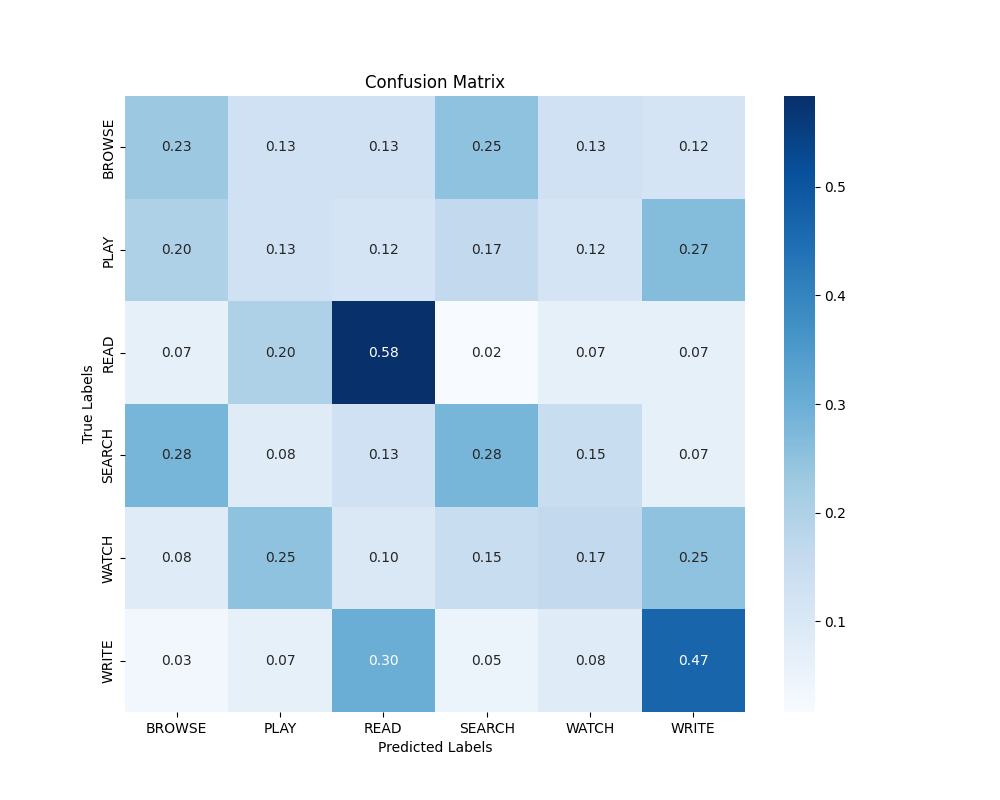 Confusion Matrix
True Labels
BROWSE 0.23 0.13 0.13 0.25 0.13 0.12
PLAY 0.20 0.13 0.12 0.17 0.12 0.27
READ 0.07 0.20 0.58 0.02 0.07 0.07
SEARCH 0.28 0.08 0.13 0.28 0.15 0.07
WATCH 0.08 0.25 0.10 0.15 0.17 0.25
WRITE 0.03 0.07 0.30 0.05 0.08 0.47
BROWSE PLAY READ SEARCH WATCH WRITE
Predicted Labels
0.5
0.4
0.3
0.2
0.1